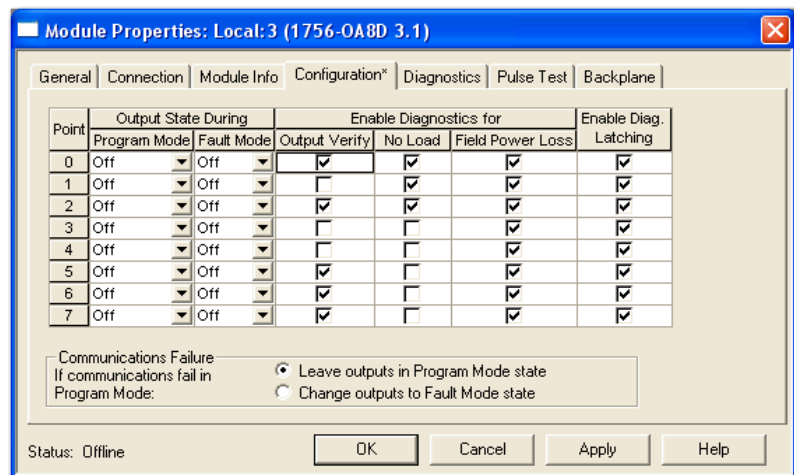 Module Properties: Local:3 (1756-OA8D 3.1)
General Connection Module Info Configuration* Diagnostics Pulse Test Backplane
Point Output State During Enable Diagnostics for Enable Diag. Latching
Program Mode Fault Mode Output Verify No Load Field Power Loss
0 Off Off
1 Off Off
2 Off Off
3 Off Off
4 Off Off
5 Off Off
6 Off Off
7 Off Off
Communications Failure
If communications fail in
Program Mode:
Leave outputs in Program Mode state
Change outputs to Fault Mode state
Status: Offline
OK Cancel Apply Help